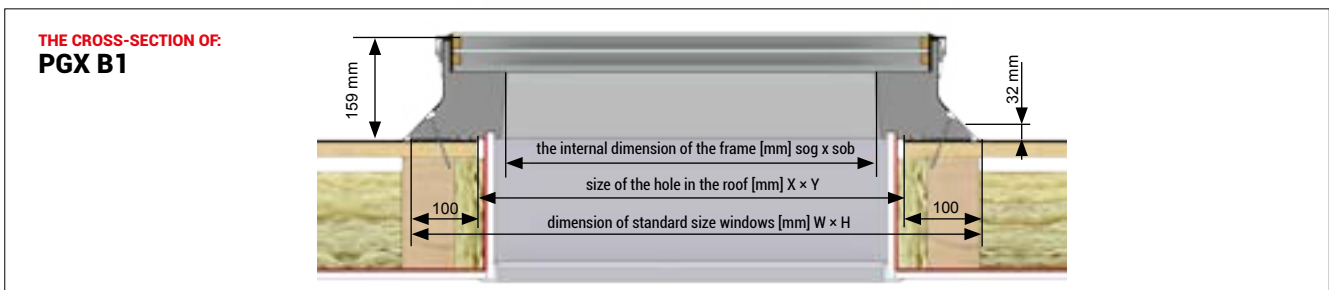 THE CROSS-SECTION OF:
PGX B1
159 mm
32 mm
the internal dimension of the frame [mm] sog x sob
size of the hole in the roof [mm] X × Y
100
100
dimension of standard size windows [mm] W × H